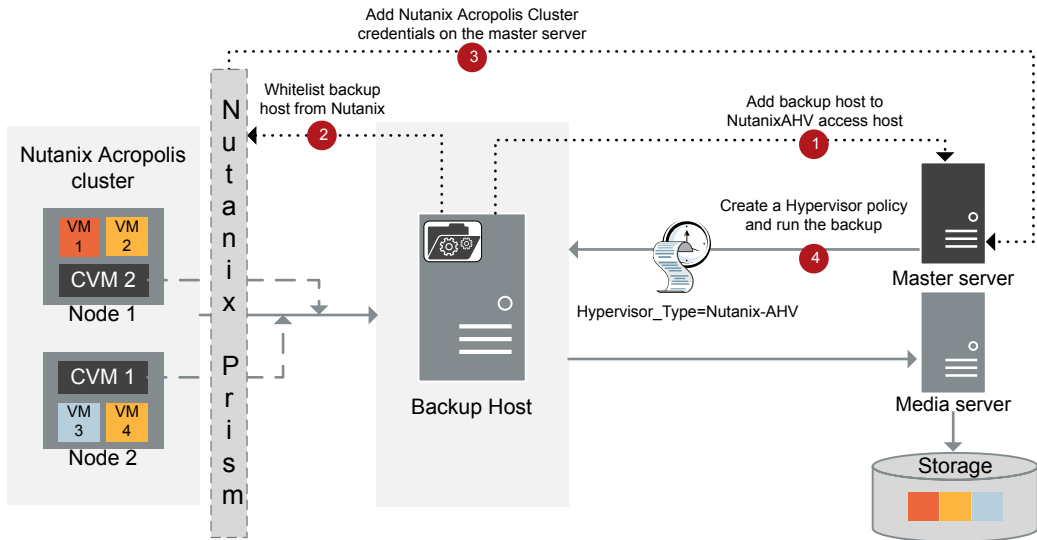 Add Nutanix Acropolis Cluster
credentials on the master server
3
Whitelist backup
host from Nutanix
2
Add backup host to
NutanixAHV access host
1
Nutanix Acropolis
cluster
VM
1
VM
2
CVM 2
Node 1
CVM 1
VM
3
VM
4
Node 2
Nutanix Prism
Backup Host
Create a Hypervisor policy
and run the backup
4
Hypervisor_Type=Nutanix-AHV
Master server
Media server
Storage